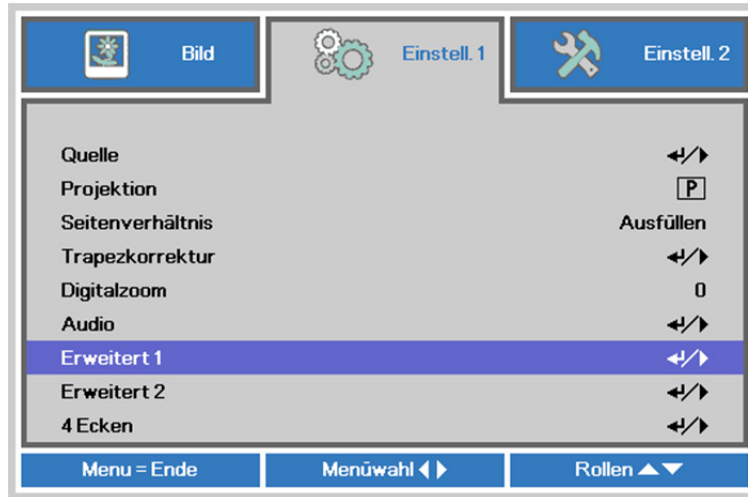 Bild Einstell. 1 Einstell. 2
Quelle
Projektion P
Seitenverhältnis Ausfüllen
Trapezkorrektur
Digitalzoom 0
Audio
Erweitert 1
Erweitert 2
4 Ecken
Menu = Ende Menüwahl Rollen